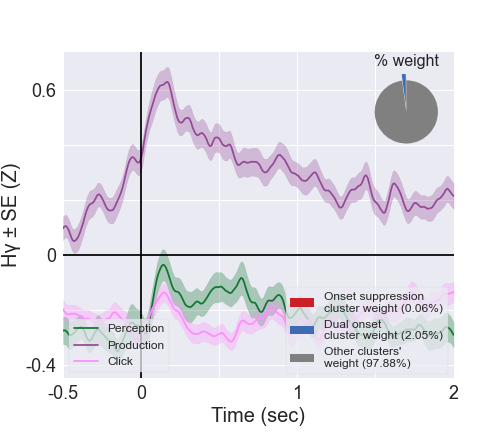 % weight
0.6
0
-0.4
Hγ ± SE (Z)
Perception
Production
Click
Onset suppression
cluster weight (0.06%)
Dual onset
cluster weight (2.05%)
Other clusters'
weight (97.88%)
-0.5
0
1
2
Time (sec)